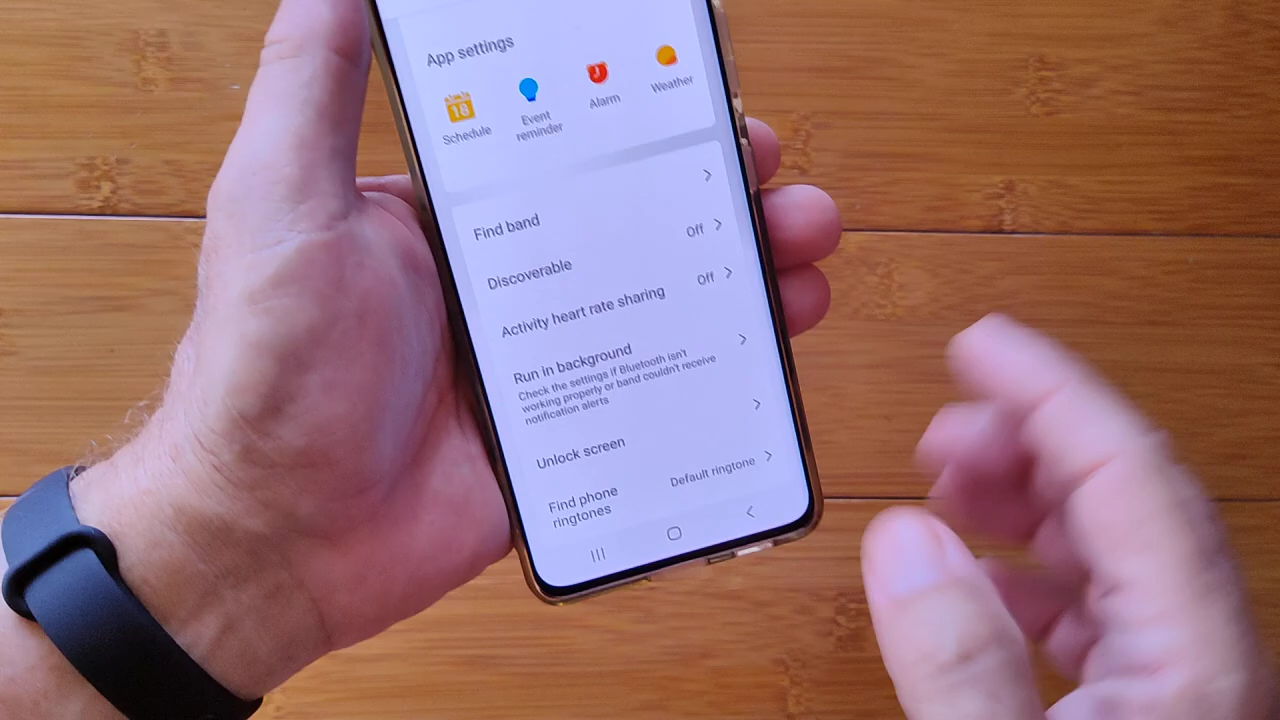 App settings
18
Schedule
Event
reminder
Alarm
Weather
Find band
Discoverable
Off
Activity heart rate sharing
Off
Run in background
Check the settings if Bluetooth isn't
working properly or band couldn't receive
notification alerts
Unlock screen
Find phone
ringtones
Default ringtone